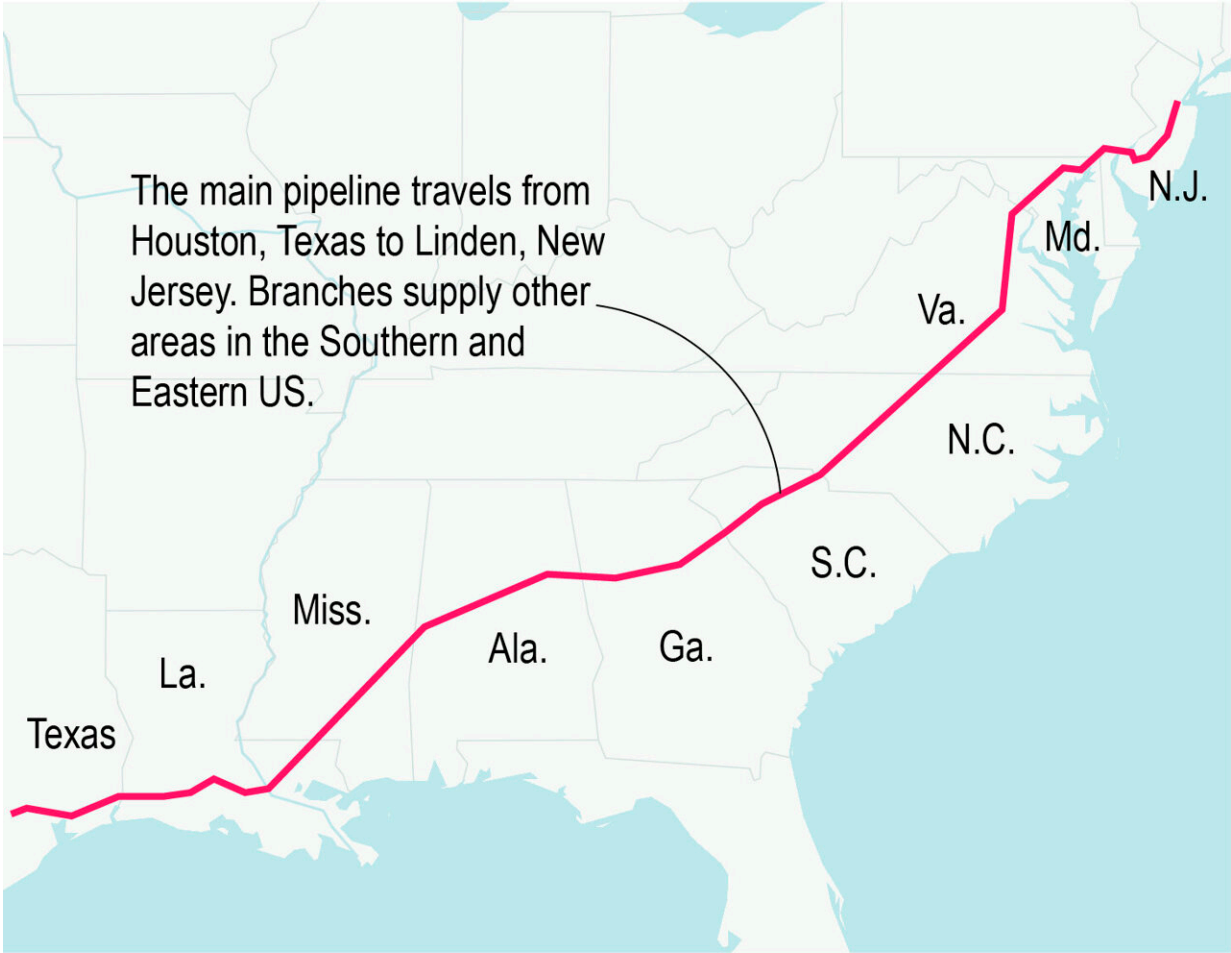 The main pipeline travels from
Houston, Texas to Linden, New
Jersey. Branches supply other
areas in the Southern and
Eastern US.
N.J.
Md.
Va.
N.C.
S.C.
Miss.
Ala.
Ga.
La.
Texas